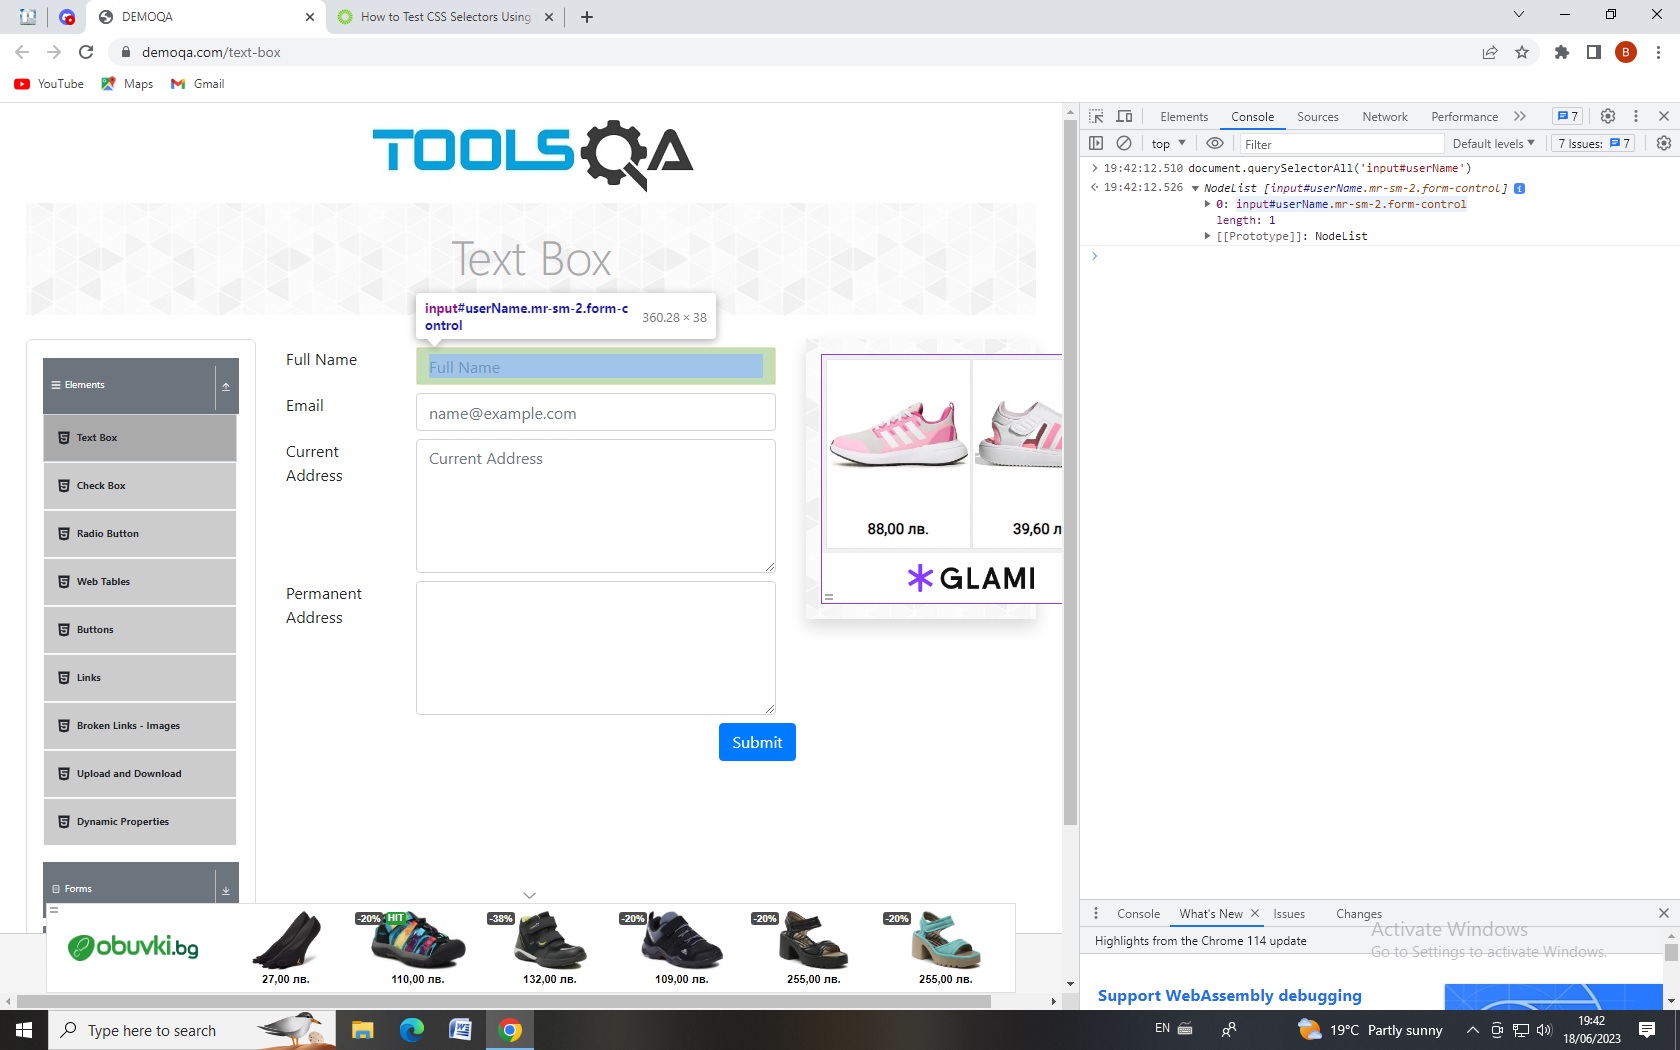 DEMOQA
How to Test CSS Selectors Using
demoqa.com/text-box
B
YouTube
Maps
Gmail
TOOLSQA
Text Box
input#userName.mr-sm-2.form-c
ontrol
360.28 × 38
Elements
Text Box
Check Box
Radio Button
Web Tables
Buttons
Links
Broken Links - Images
Upload and Download
Dynamic Properties
Forms
Full Name
Full Name
Email
name@example.com
Current
Address
Current Address
Permanent
Address
Submit
88,00 лв.
39,60 л
GLAMI
obuvki.bg
27,00 лв.
-20% HIT
110,00 лв.
-38%
132,00 лв.
-20%
109,00 лв.
-20%
255,00 лв.
-20%
255,00 лв.
Elements
Console
Sources
Network
Performance
7
top
Filter
Default levels
7 Issues: 7
19:42:12.510 document.querySelectorAll('input#userName')
19:42:12.526 NodeList [input#userName.mr-sm-2.form-control] i
0: input#userName.mr-sm-2.form-control
length: 1
[[Prototype]]: NodeList
Console
What's New
Issues
Changes
Highlights from the Chrome 114 update
Activate Windows
Go to Settings to activate Windows.
Support WebAssembly debugging
Type here to search
19°C Partly sunny
EN
19:42
18/06/2023